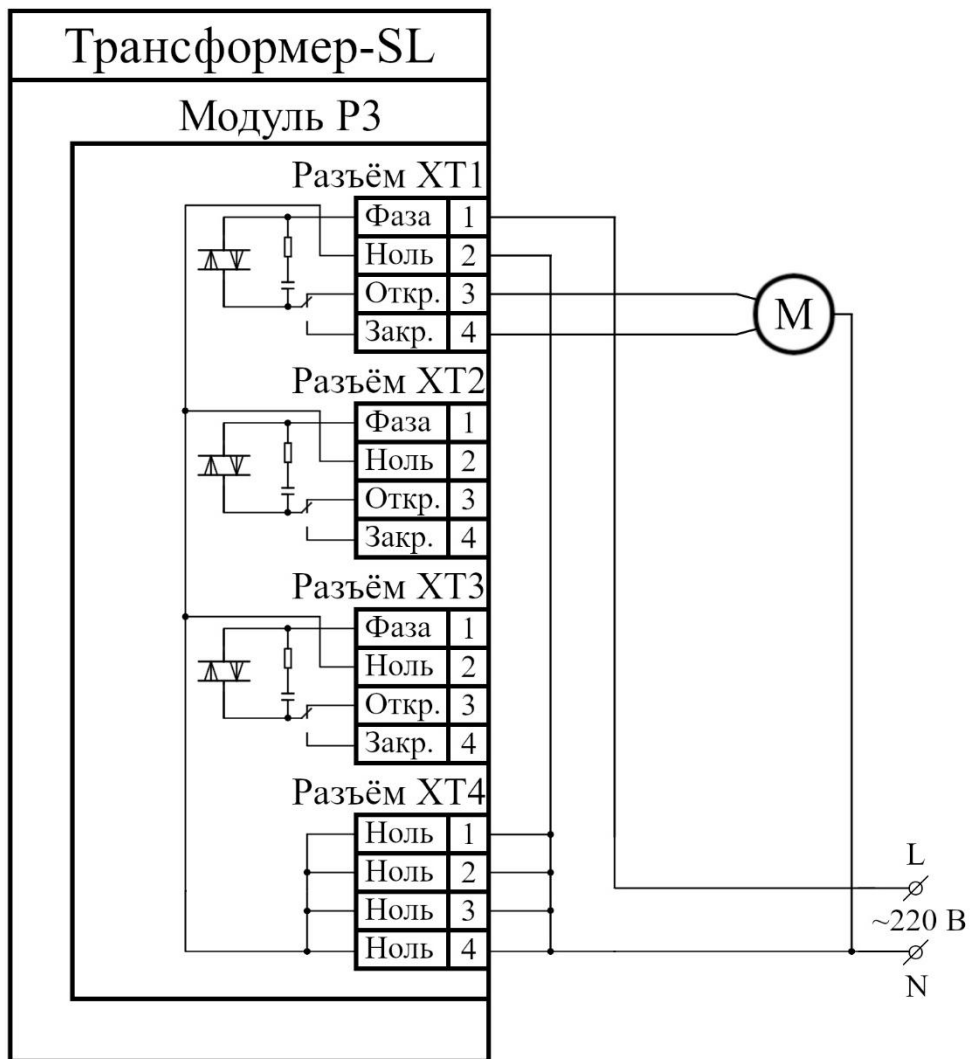 Трансформер-SL
Модуль Р3
Разъём XT1
Фаза 1
Ноль 2
Откр. 3
Закр. 4
M
Разъём XT2
Фаза 1
Ноль 2
Откр. 3
Закр. 4
Разъём XT3
Фаза 1
Ноль 2
Откр. 3
Закр. 4
Разъём XT4
Ноль 1
Ноль 2
Ноль 3
Ноль 4
L
~220 В
N